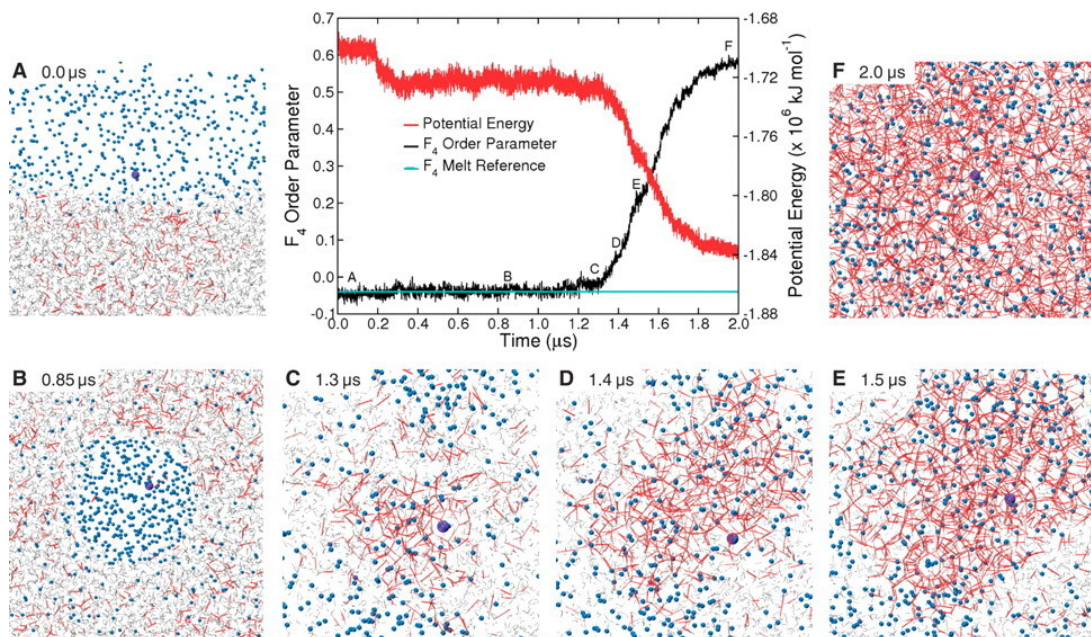 A 0.0 µs
0.7
0.6
0.5
0.4
0.3
0.2
0.1
0.0
-0.1
F₄ Order Parameter
Potential Energy
F₄ Order Parameter
F₄ Melt Reference
A
B
C
D
E
F
0.0 0.2 0.4 0.6 0.8 1.0 1.2 1.4 1.6 1.8 2.0
Time (µs)
-1.68
-1.72
-1.76
-1.80
-1.84
-1.88
Potential Energy (x 10⁶ kJ mol⁻¹)
F 2.0 µs
B 0.85 µs
C 1.3 µs
D 1.4 µs
E 1.5 µs